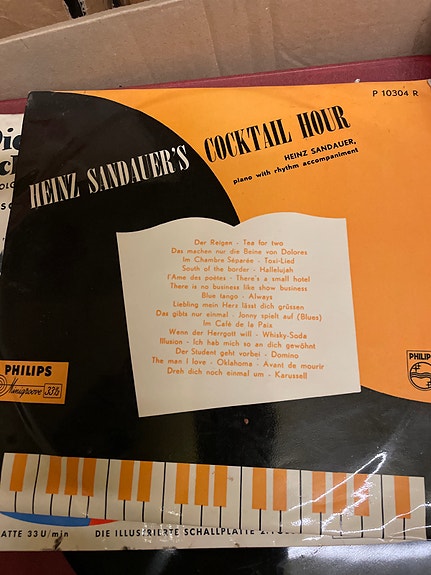 P 10304 R
HEINZ SANDAUER'S
COCKTAIL HOUR
HEINZ SANDAUER,
piano with rhythm accompaniment
Der Reigen - Tea for two
Das machen nur die Beine von Dolores
Im Chambre Séparée - Toxi-Lied
South of the border - Hallelujah
l'Ame des poètes - There's a small hotel
There is no business like show business
Blue tango - Always
Liebling mein Herz lässt dich grüssen
Das gibts nur einmal - Jonny spielt auf (Blues)
Im Café de la Paix
Wenn der Herrgott will - Whisky-Soda
Illusion - Ich hab mich so an dich gewöhnt
Der Student geht vorbei - Domino
The man I love - Oklahoma - Avant de mourir
Dreh dich noch einmal um - Karussell
PHILIPS
Minigroove 33⅓
PHILIPS
ATTE 33 U/min
DIE ILLUSTRIERTE SCHALLPLATTE